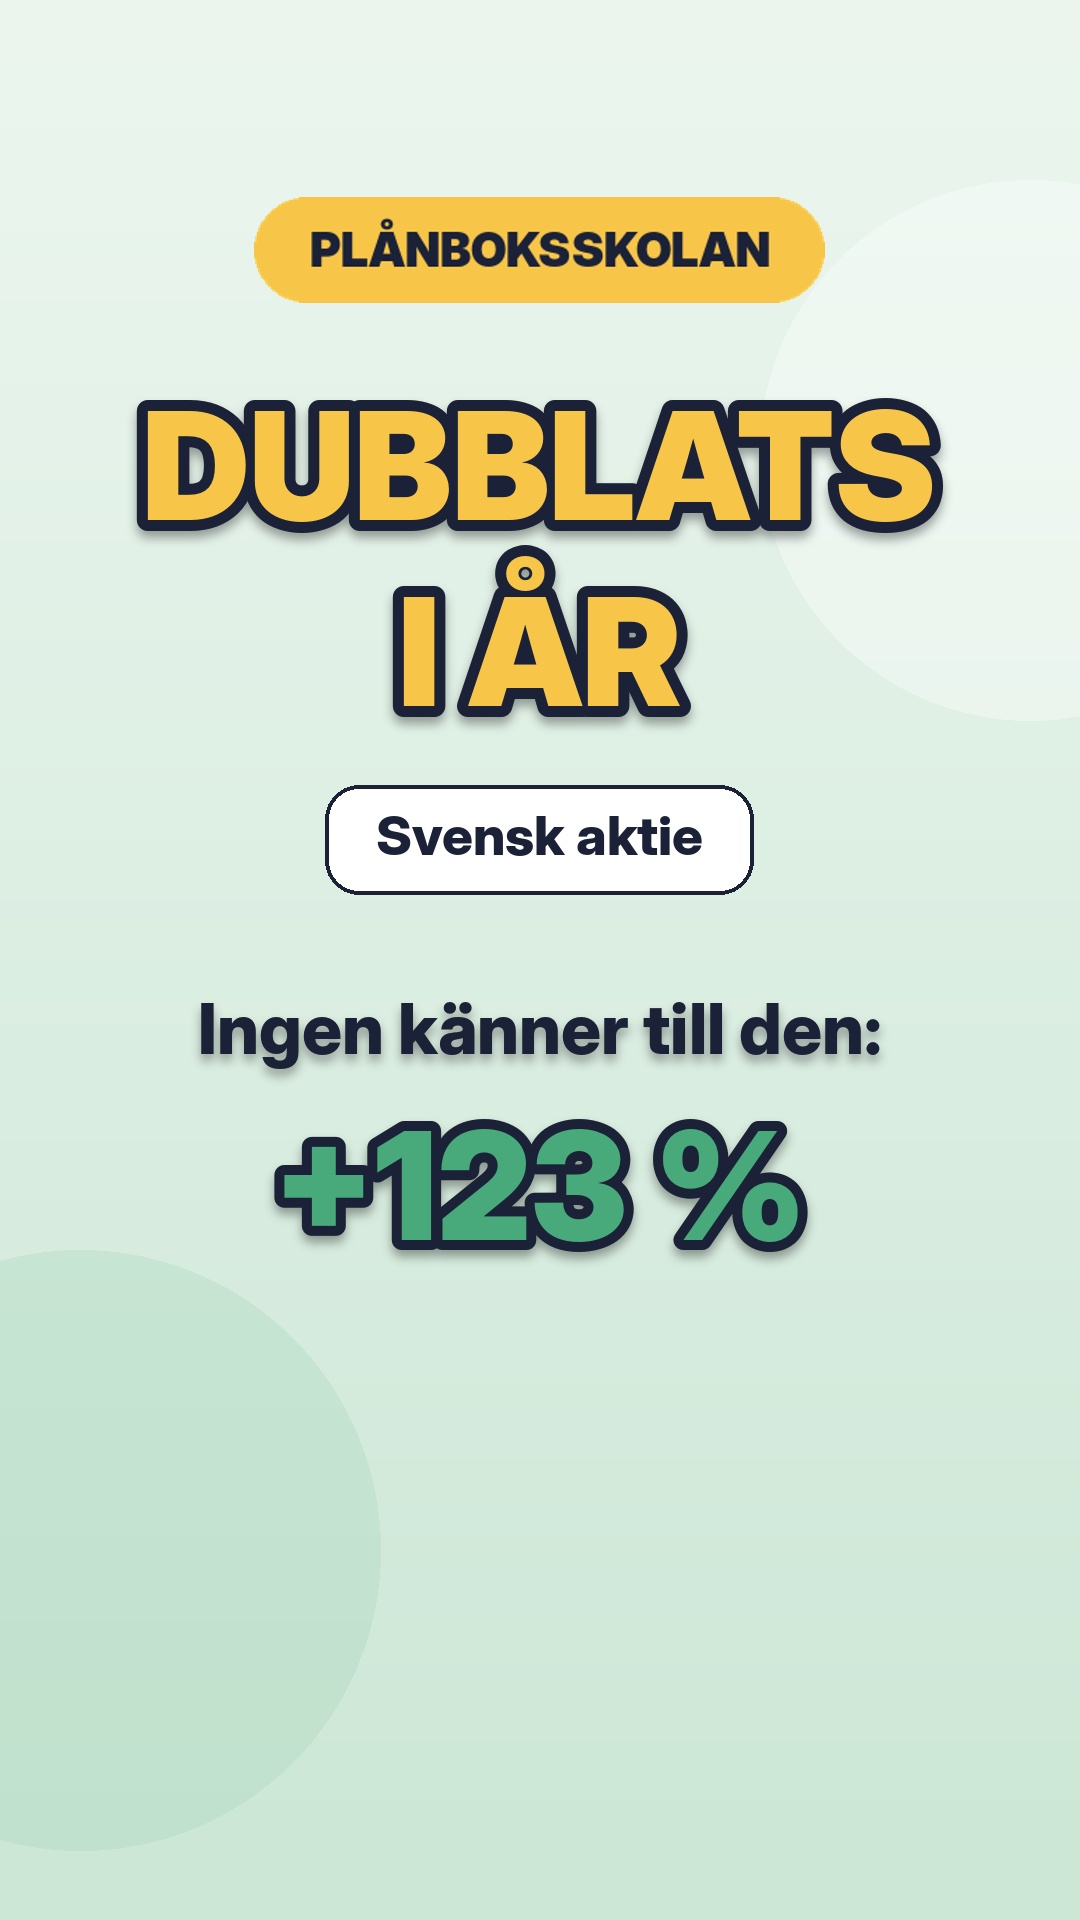 PLÅNBOKSSKOLAN
DUBBLATS
I ÅR
Svensk aktie
Ingen känner till den:
+123 %